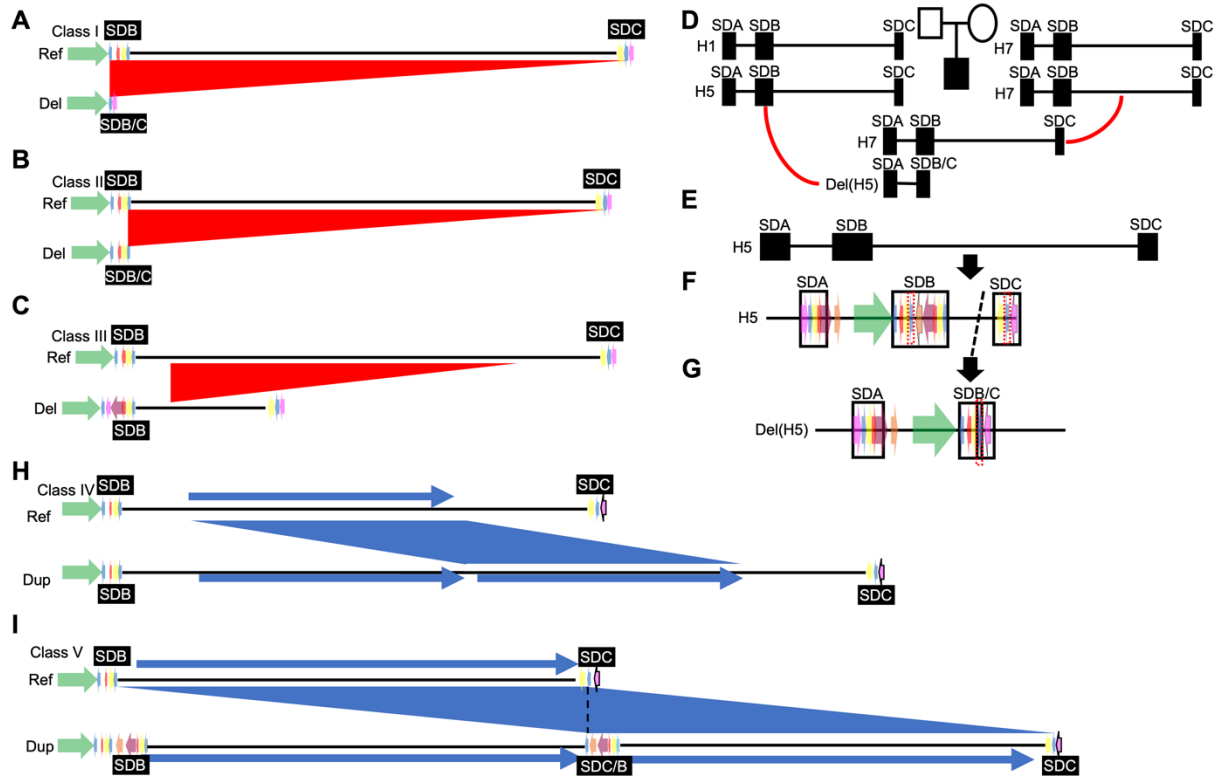 A
Class I SDB SDC
Ref
Del
SDB/C
B
Class II SDB SDC
Ref
Del
SDB/C
C
Class III SDB SDC
Ref
Del
SDB
D
SDA SDB SDC
H1
SDA SDB SDC
H5
SDA SDB SDC
H7
SDA SDB SDC
H7
SDA SDB SDC
H7
SDA SDB/C
Del(H5)
E
SDA SDB SDC
H5
F
SDA SDB SDC
H5
G
SDA SDB/C
Del(H5)
H
Class IV SDB SDC
Ref
Dup
SDB SDC
I
Class V SDB SDC
Ref
Dup
SDB SDC/B SDC